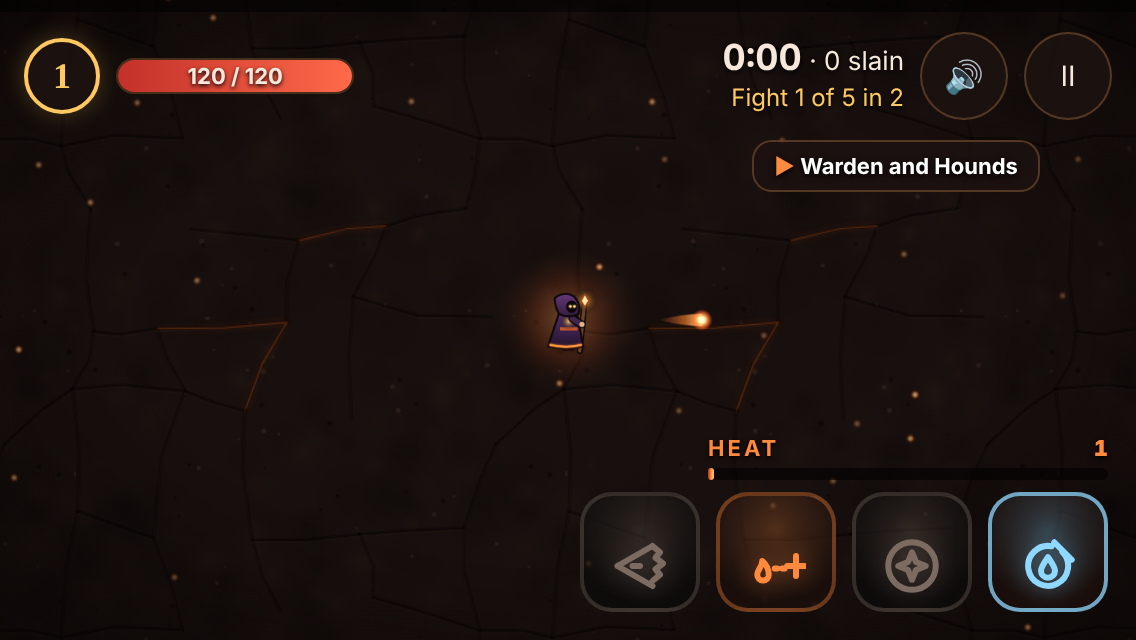 1
120 / 120
0:00 · 0 slain
Fight 1 of 5 in 2
Warden and Hounds
HEAT 1